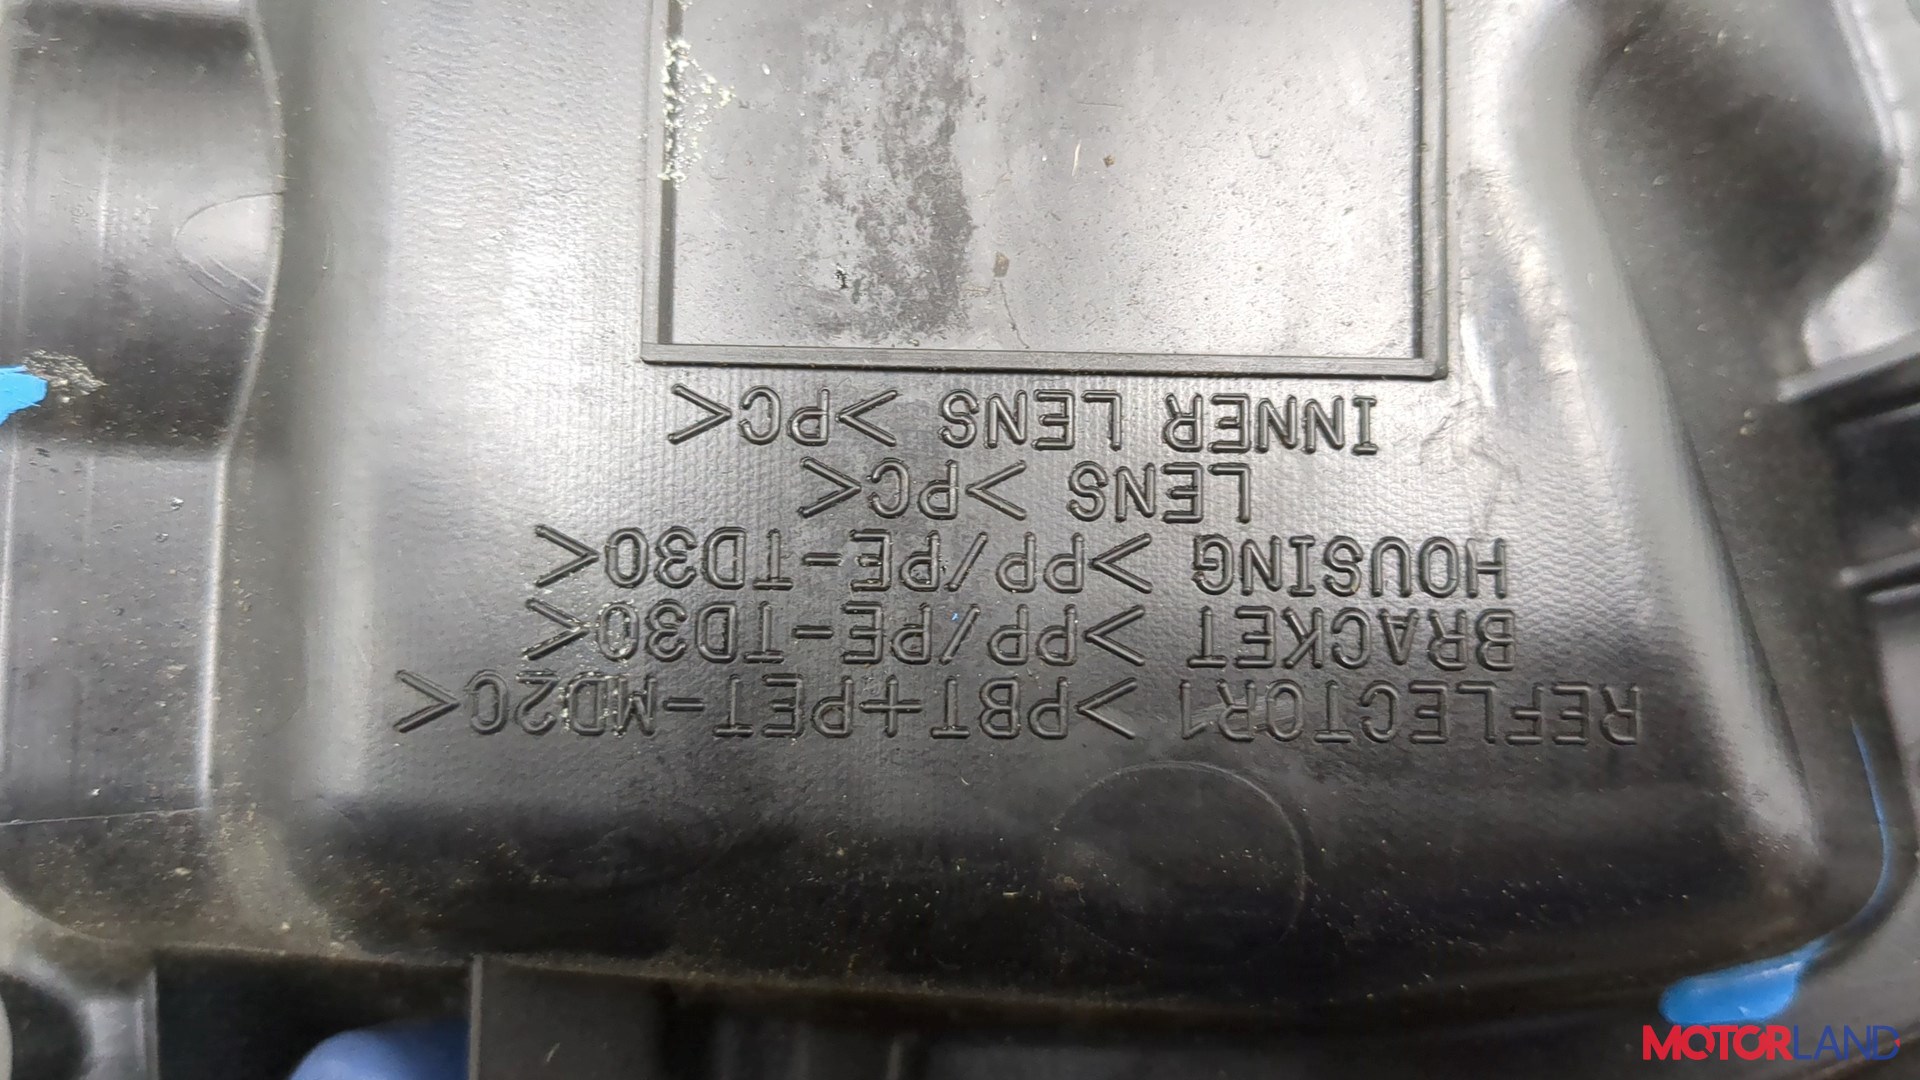 REFLECTOR1 >PBT+PET-MD20<
BRACKET >PP/PE-TD30<
HOUSING >PP/PE-TD30<
LENS >PC<
INNER LENS >PC<
MOTORLAND